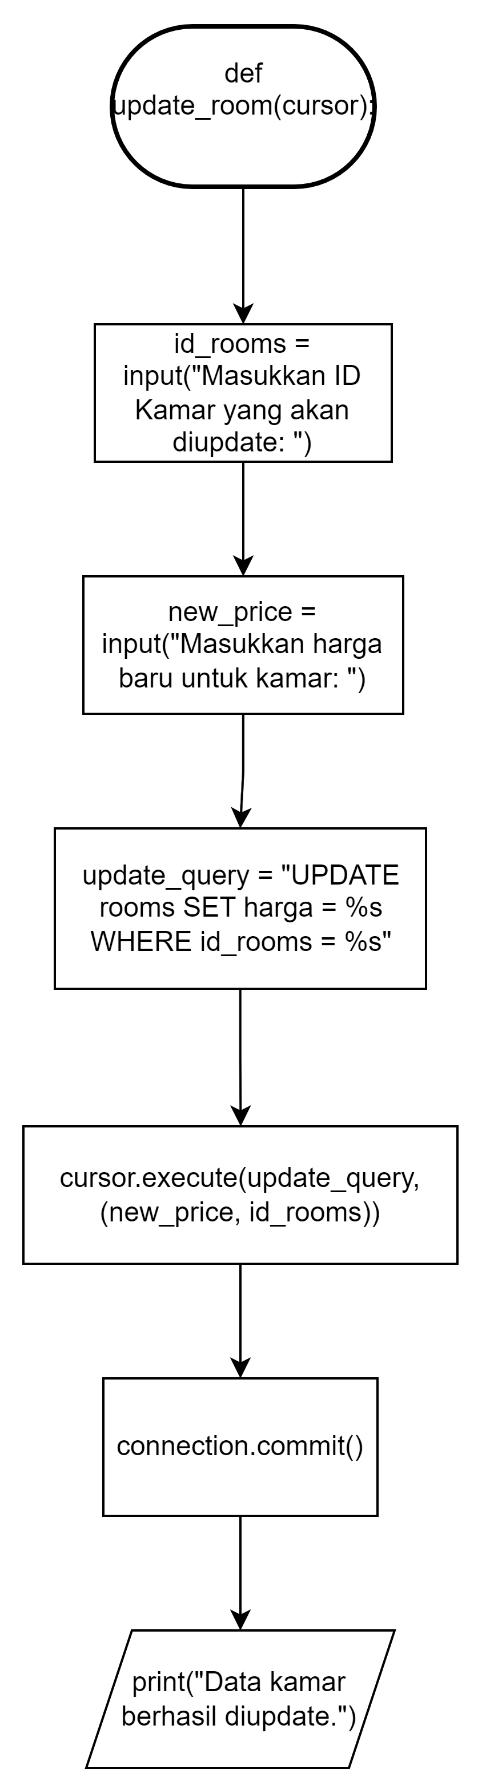 def
update_room(cursor):
id_rooms =
input("Masukkan ID
Kamar yang akan
diupdate: ")
new_price =
input("Masukkan harga
baru untuk kamar: ")
update_query = "UPDATE
rooms SET harga = %s
WHERE id_rooms = %s"
cursor.execute(update_query,
(new_price, id_rooms))
connection.commit()
print("Data kamar
berhasil diupdate.")